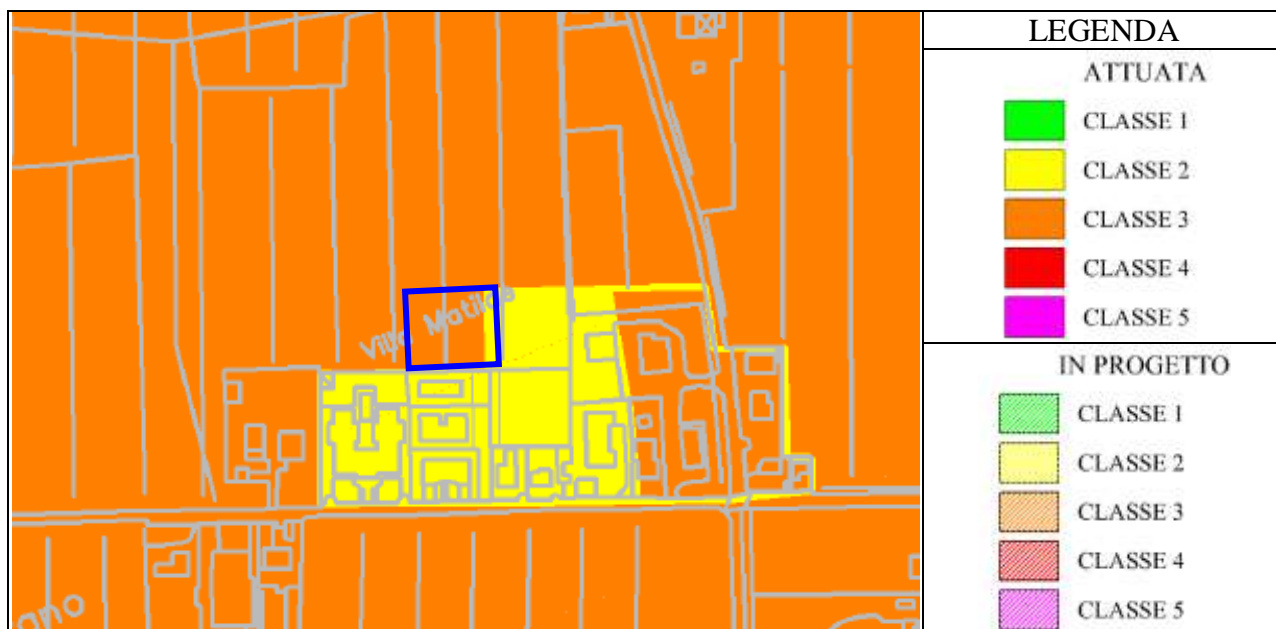 Villa Matilde
ano
LEGENDA
ATTUATA
CLASSE 1
CLASSE 2
CLASSE 3
CLASSE 4
CLASSE 5
IN PROGETTO
CLASSE 1
CLASSE 2
CLASSE 3
CLASSE 4
CLASSE 5